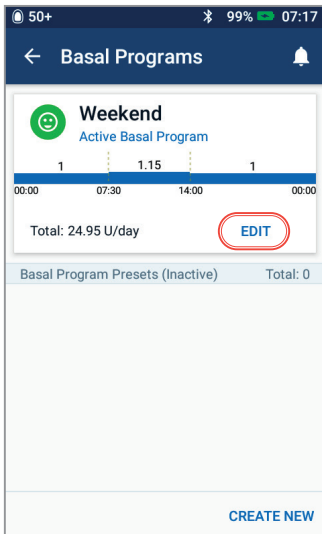 50+ 99% 07:17
Basal Programs
Weekend
Active Basal Program
1 1.15 1
00:00 07:30 14:00 00:00
Total: 24.95 U/day EDIT
Basal Program Presets (Inactive) Total: 0
CREATE NEW